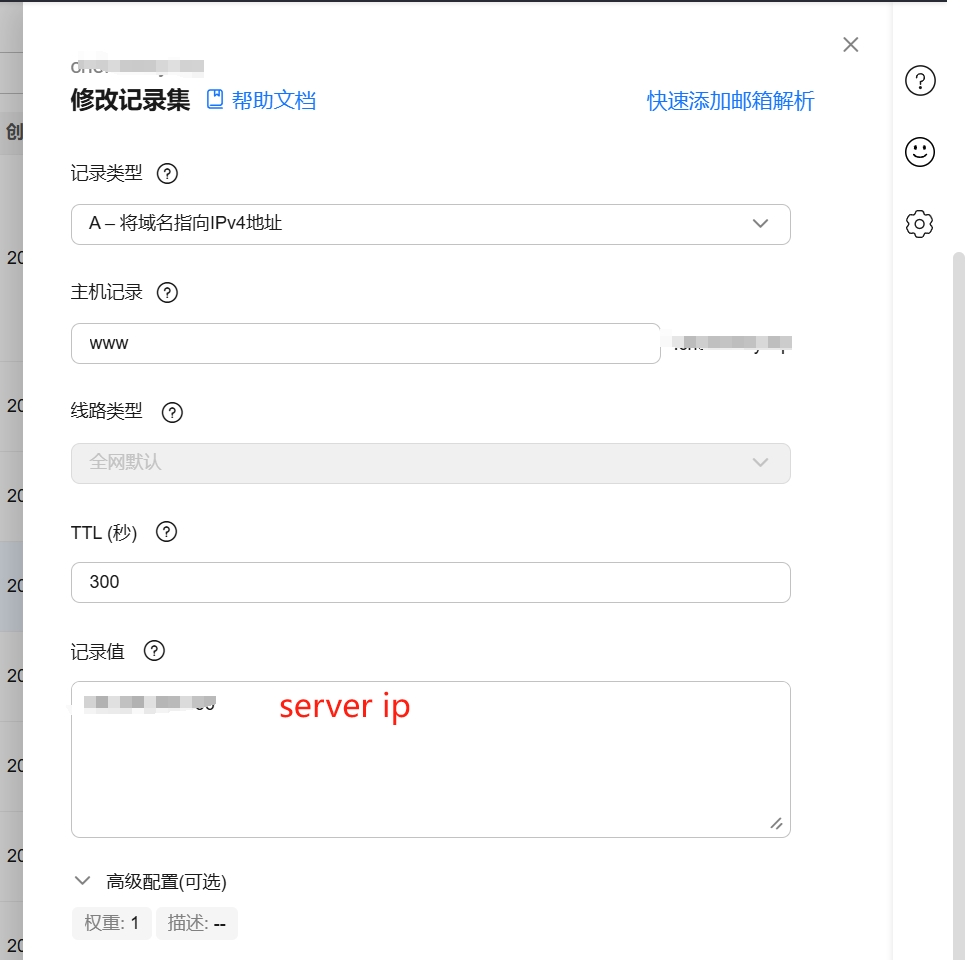 修改记录集 帮助文档 快速添加邮箱解析
创
记录类型
A – 将域名指向IPv4地址
20
主机记录
www
线路类型
20
全网默认
20
TTL (秒)
300
20
记录值
20
server ip
20
20
高级配置(可选)
权重: 1 描述: --
20